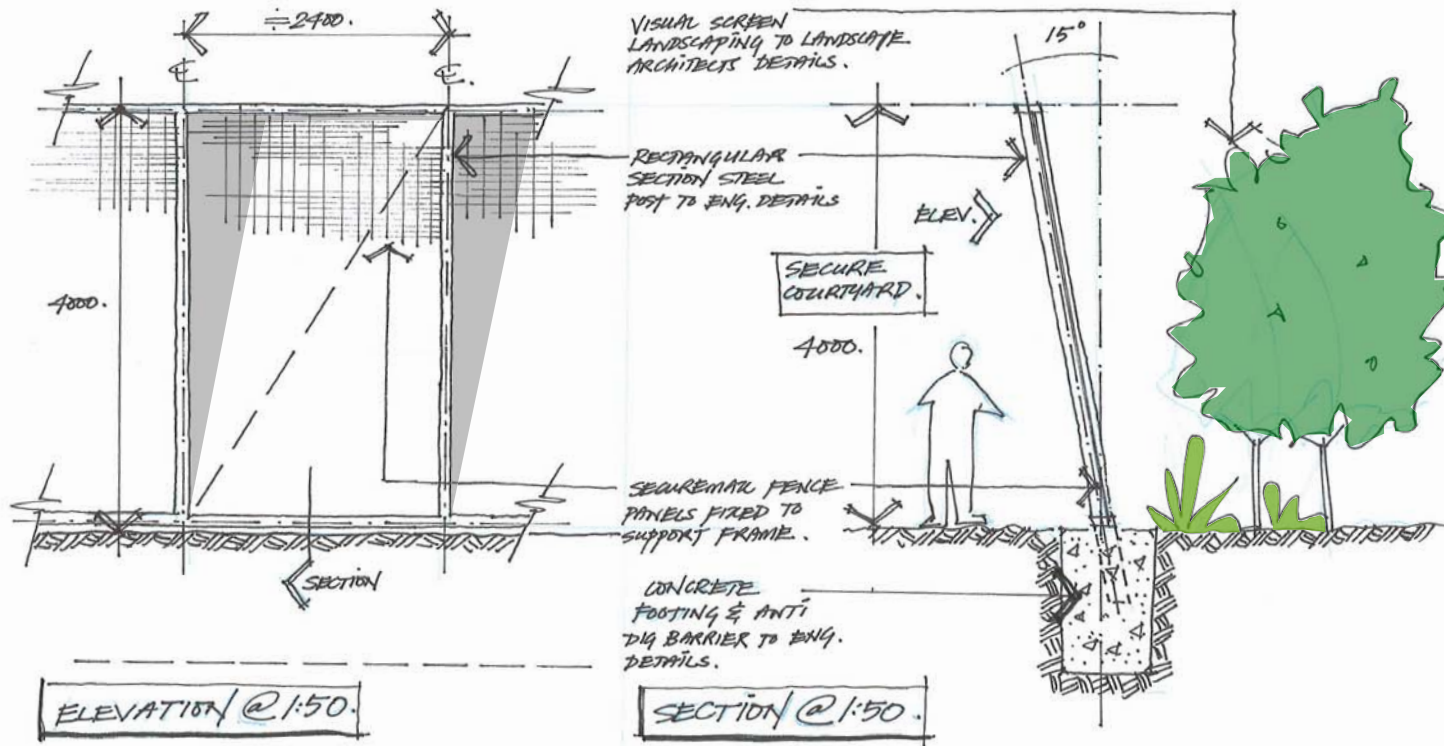 ≑2400.
℄
℄.
4000.
SECTION
ELEVATION @ 1:50.
VISUAL SCREEN
LANDSCAPING TO LANDSCAPE
ARCHITECTS DETAILS.
RECTANGULAR
SECTION STEEL
POST TO ENG. DETAILS
SECUREMAX FENCE
PANELS FIXED TO
SUPPORT FRAME.
CONCRETE
FOOTING & ANTI
DIG BARRIER TO ENG.
DETAILS.
15°
ELEV.
SECURE
COURTYARD.
4000.
SECTION @ 1:50.